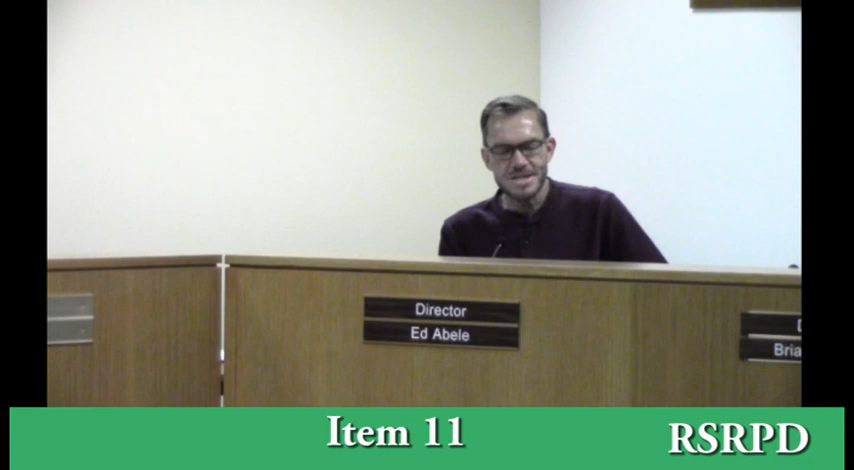 Director
Ed Abele
Item 11
RSRPD